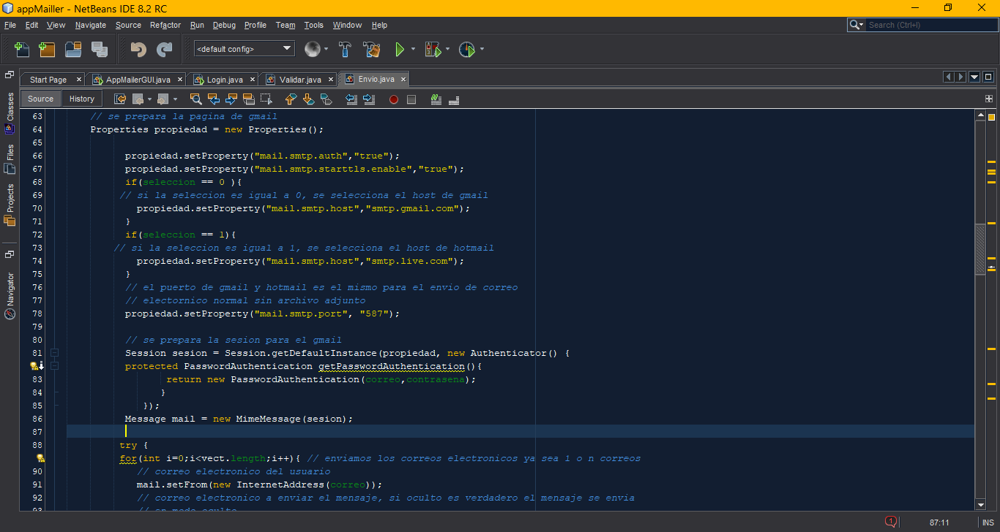 appMailler - NetBeans IDE 8.2 RC
File Edit View Navigate Source Refactor Run Debug Profile Team Tools Window Help
Search (Ctrl+I)
<default config>
Start Page
AppMailerGUI.java
Login.java
Validar.java
Envio.java
Source History
Classes
Files
Projects
Navigator
63 // se prepara la pagina de gmail
64 Properties propiedad = new Properties();
65
66 propiedad.setProperty("mail.smtp.auth","true");
67 propiedad.setProperty("mail.smtp.starttls.enable","true");
68 if(seleccion == 0 ){
69 // si la seleccion es igual a 0, se selecciona el host de gmail
70 propiedad.setProperty("mail.smtp.host","smtp.gmail.com");
71 }
72 if(seleccion == 1){
73 // si la seleccion es igual a 1, se selecciona el host de hotmail
74 propiedad.setProperty("mail.smtp.host","smtp.live.com");
75 }
76 // el puerto de gmail y hotmail es el mismo para el envio de correo
77 // electornico normal sin archivo adjunto
78 propiedad.setProperty("mail.smtp.port", "587");
79
80 // se prepara la sesion para el gmail
81 Session sesion = Session.getDefaultInstance(propiedad, new Authenticator() {
protected PasswordAuthentication getPasswordAuthentication(){
83 return new PasswordAuthentication(correo,contrasena);
84 }
85 });
86 Message mail = new MimeMessage(sesion);
87
88 try {
for(int i=0;i<vect.length;i++){ // enviamos los correos electronicos ya sea 1 o n correos
90 // correo electronico del usuario
91 mail.setFrom(new InternetAddress(correo));
92 // correo electronico a enviar el mensaje, si oculto es verdadero el mensaje se envia
93 // en modo oculto
1
87:11
INS